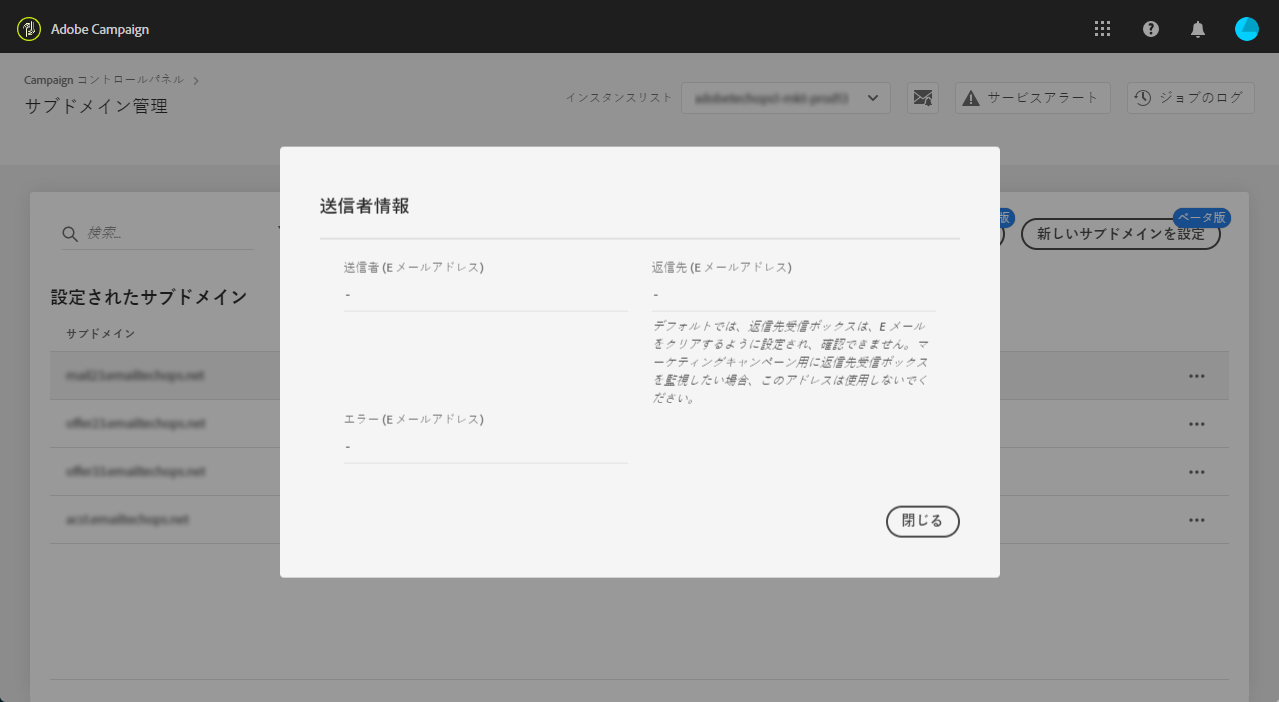 Adobe Campaign
Campaign コントロールパネル
サブドメイン管理
インスタンスリスト
サービスアラート
ジョブのログ
検索...
版
ベータ版
新しいサブドメインを設定
設定されたサブドメイン
サブドメイン
送信者情報
送信者 (E メールアドレス)
-
返信先 (E メールアドレス)
-
デフォルトでは、返信先受信ボックスは、E メール
をクリアするように設定され、確認できません。マ
ーケティングキャンペーン用に返信先受信ボックス
を監視したい場合、このアドレスは使用しないでく
ださい。
エラー (E メールアドレス)
-
閉じる